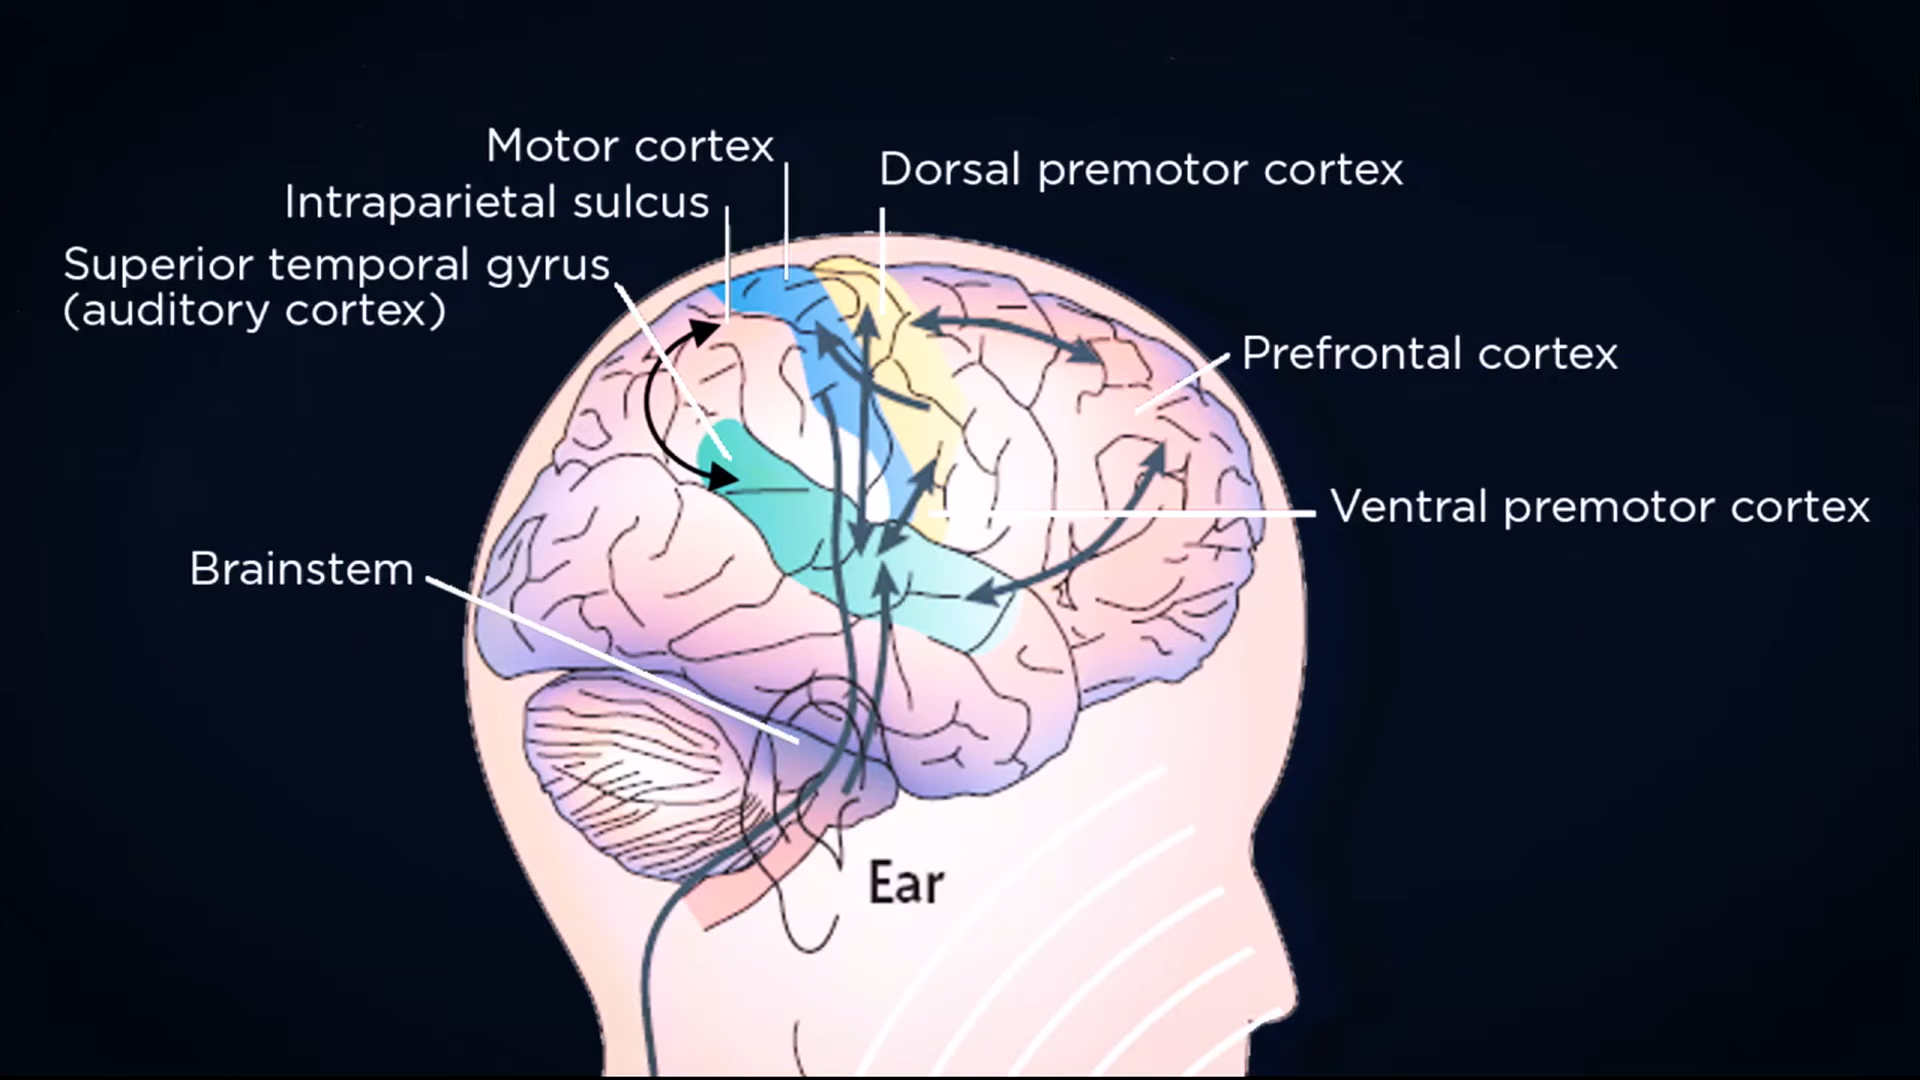 Motor cortex
Dorsal premotor cortex
Intraparietal sulcus
Superior temporal gyrus
(auditory cortex)
Prefrontal cortex
Ventral premotor cortex
Brainstem
Ear